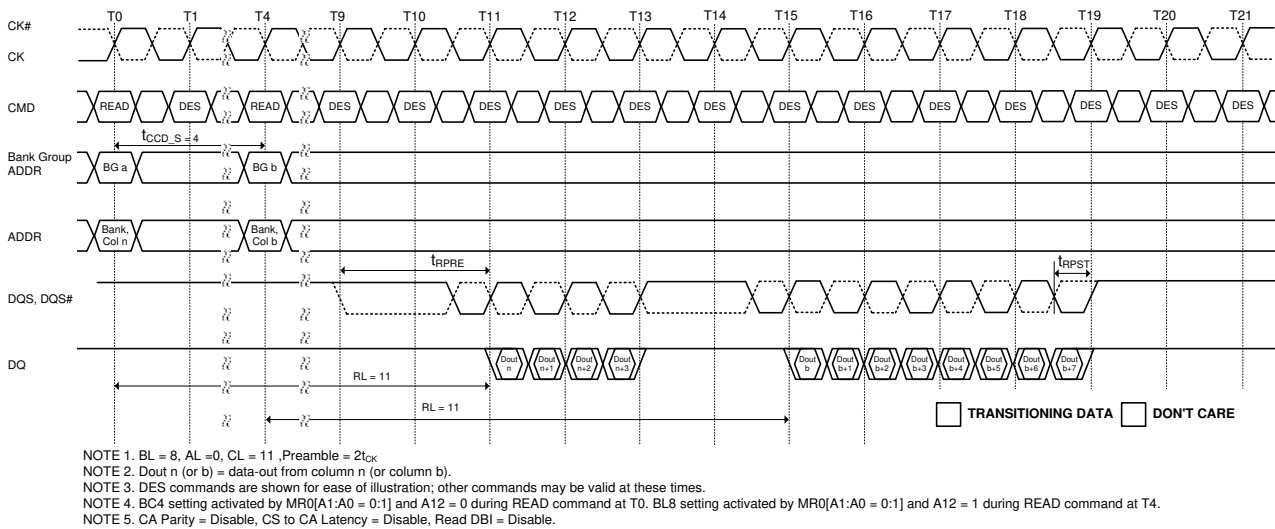 T0 T1 T4 T9 T10 T11 T12 T13 T14 T15 T16 T17 T18 T19 T20 T21
CK#
CK
CMD READ DES READ DES DES DES DES DES DES DES DES DES DES DES DES DES
tCCD_S = 4
Bank Group
ADDR
BG a BG b
ADDR
Bank,
Col n
Bank,
Col b
tRPRE tRPST
DQS, DQS#
DQ
Dout
n
Dout
n+1
Dout
n+2
Dout
n+3
Dout
b
Dout
b+1
Dout
b+2
Dout
b+3
Dout
b+4
Dout
b+5
Dout
b+6
Dout
b+7
RL = 11
RL = 11
TRANSITIONING DATA DON'T CARE
NOTE 1. BL = 8, AL =0, CL = 11 ,Preamble = 2tCK
NOTE 2. Dout n (or b) = data-out from column n (or column b).
NOTE 3. DES commands are shown for ease of illustration; other commands may be valid at these times.
NOTE 4. BC4 setting activated by MR0[A1:A0 = 0:1] and A12 = 0 during READ command at T0. BL8 setting activated by MR0[A1:A0 = 0:1] and A12 = 1 during READ command at T4.
NOTE 5. CA Parity = Disable, CS to CA Latency = Disable, Read DBI = Disable.